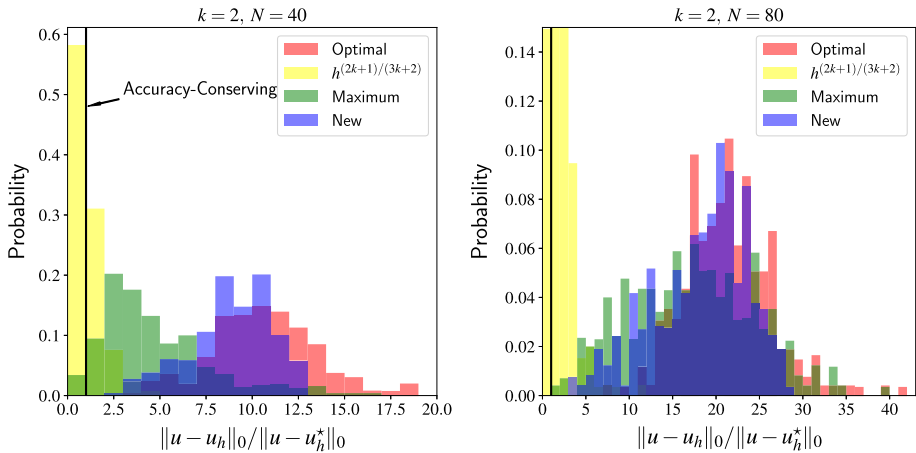 k = 2, N = 40
0.6
0.5
0.4
0.3
0.2
0.1
0.0
Probability
Accuracy-Conserving
Optimal
h^{(2k+1)/(3k+2)}
Maximum
New
0.0 2.5 5.0 7.5 10.0 12.5 15.0 17.5 20.0
‖u − u_h‖_0/‖u − u_h^⋆‖_0
k = 2, N = 80
0.14
0.12
0.10
0.08
0.06
0.04
0.02
0.00
Probability
Optimal
h^{(2k+1)/(3k+2)}
Maximum
New
0 5 10 15 20 25 30 35 40
‖u − u_h‖_0/‖u − u_h^⋆‖_0